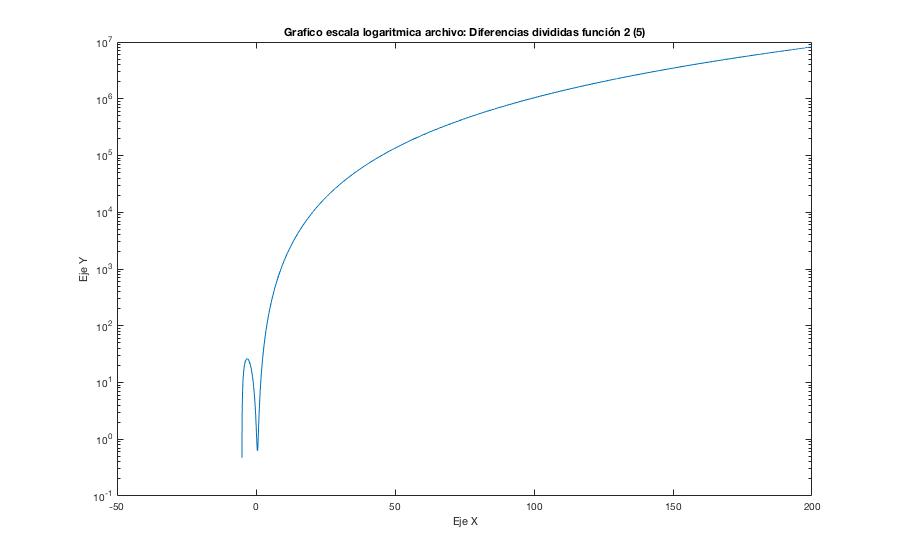 Grafico escala logaritmica archivo: Diferencias divididas función 2 (5)
10^7
10^6
10^5
10^4
10^3
10^2
10^1
10^0
10^-1
Eje Y
-50 0 50 100 150 200
Eje X